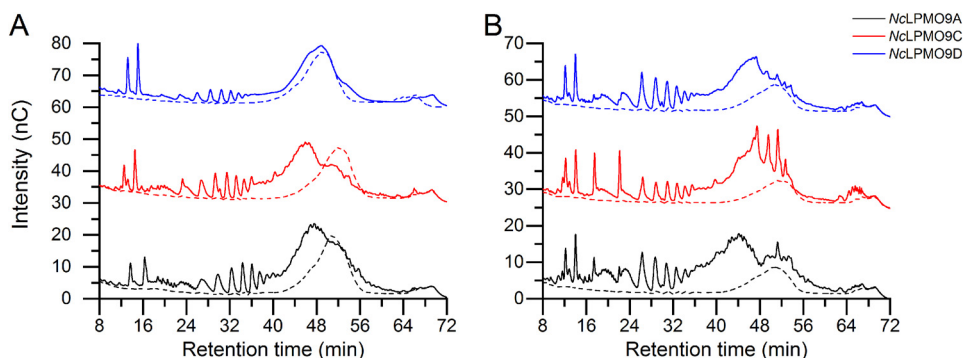 A
B
NcLPMO9A
NcLPMO9C
NcLPMO9D
Intensity (nC)
80
70
60
50
40
30
20
10
0
8 16 24 32 40 48 56 64 72
Retention time (min)
70
60
50
40
30
20
10
0
8 16 24 32 40 48 56 64 72
Retention time (min)